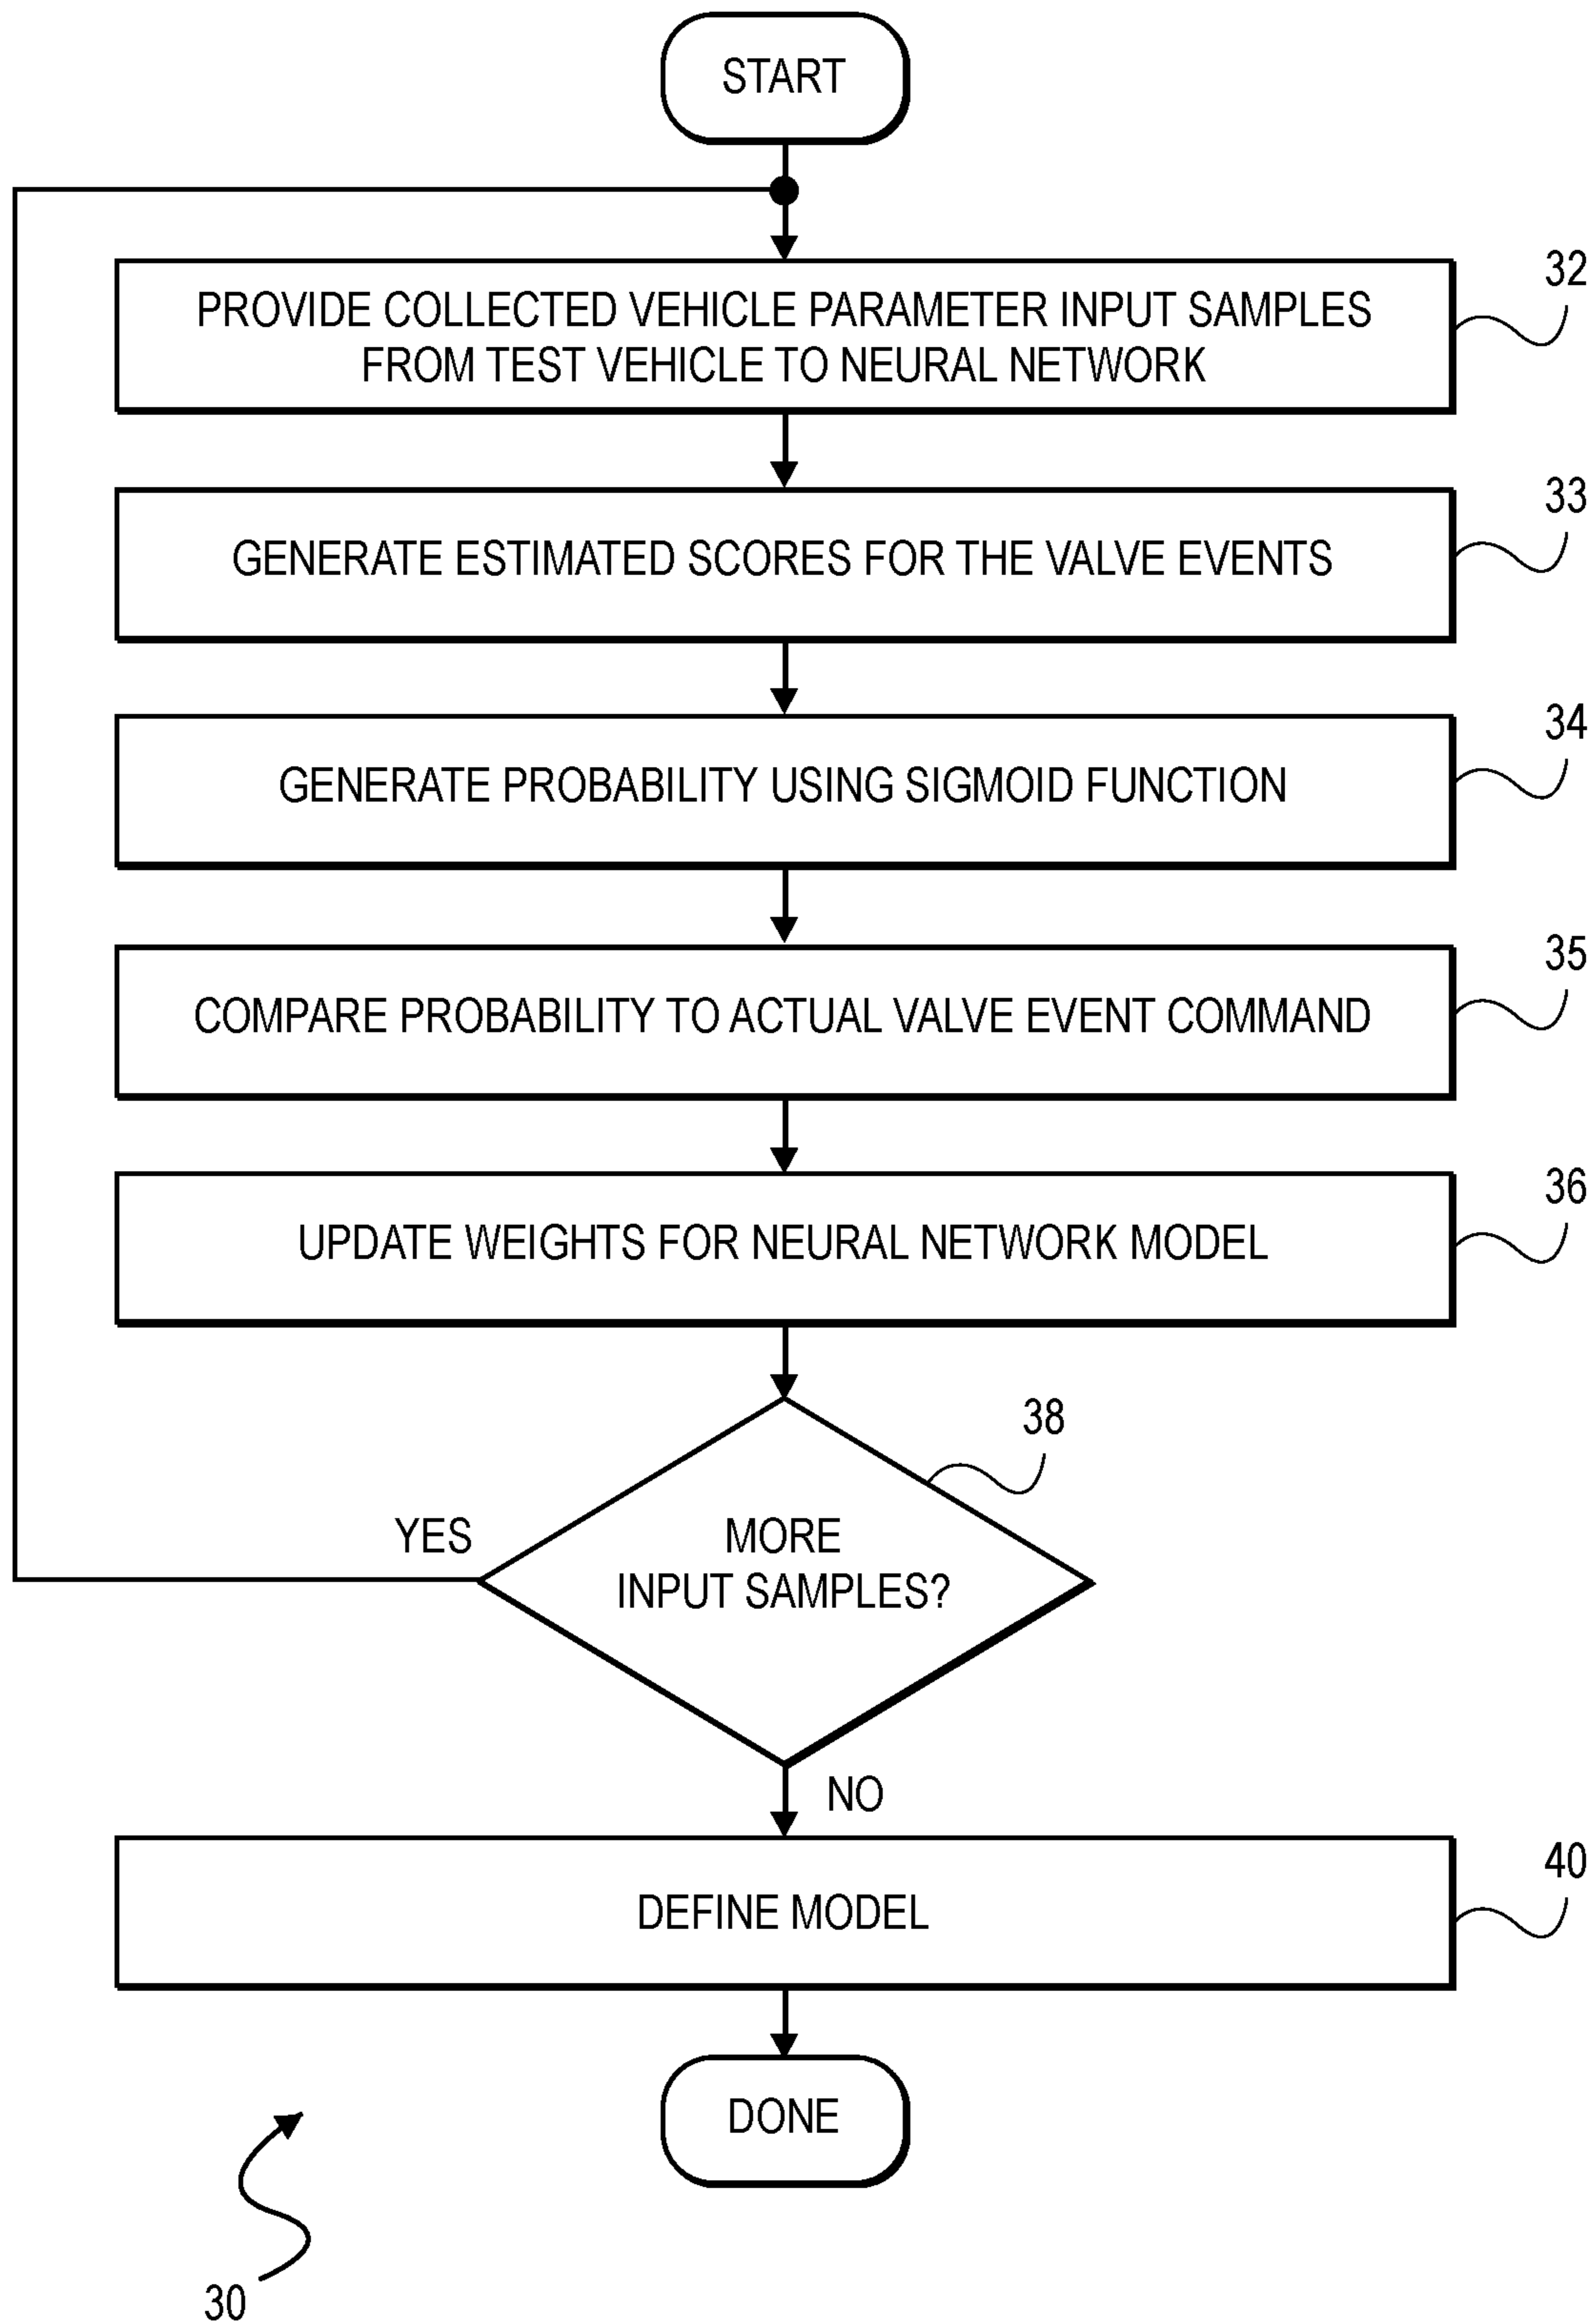 START
32
PROVIDE COLLECTED VEHICLE PARAMETER INPUT SAMPLES
FROM TEST VEHICLE TO NEURAL NETWORK
33
GENERATE ESTIMATED SCORES FOR THE VALVE EVENTS
34
GENERATE PROBABILITY USING SIGMOID FUNCTION
35
COMPARE PROBABILITY TO ACTUAL VALVE EVENT COMMAND
36
UPDATE WEIGHTS FOR NEURAL NETWORK MODEL
38
YES
MORE
INPUT SAMPLES?
NO
40
DEFINE MODEL
DONE
30